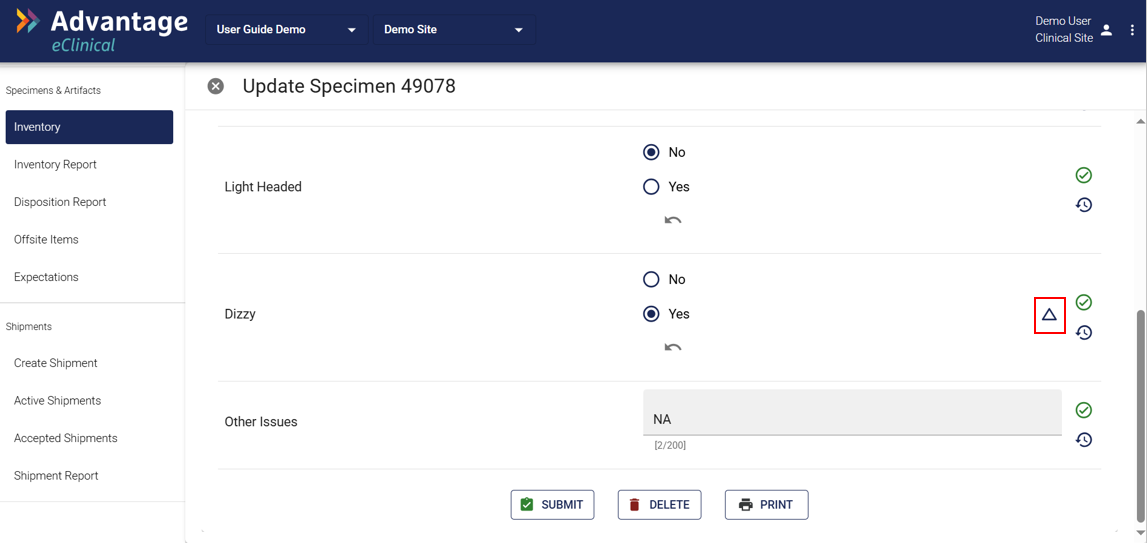 Advantage
eClinical
User Guide Demo
Demo Site
Demo User
Clinical Site
Specimens & Artifacts
Inventory
Inventory Report
Disposition Report
Offsite Items
Expectations
Shipments
Create Shipment
Active Shipments
Accepted Shipments
Shipment Report
Update Specimen 49078
Light Headed
No
Yes
Dizzy
No
Yes
Other Issues
NA
[2/200]
SUBMIT
DELETE
PRINT